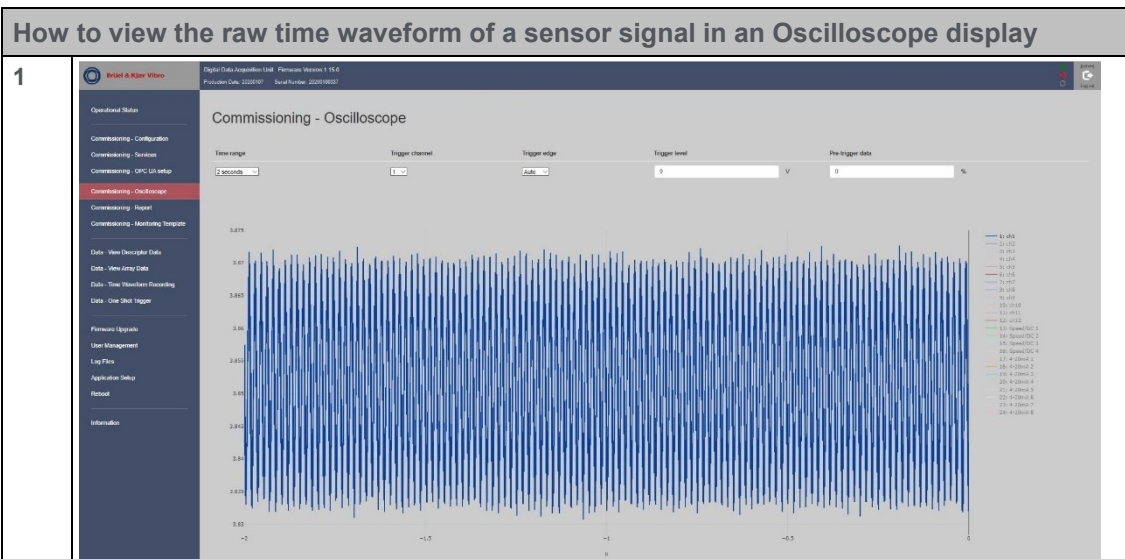 How to view the raw time waveform of a sensor signal in an Oscilloscope display
1
Brüel & Kjær Vibro
Digital Data Acquisition Unit Firmware Version 1.15.0
Production Date: 20200107 Serial Number:
Operational Status
Commissioning - Configuration
Commissioning - Services
Commissioning - OPC UA setup
Commissioning - Oscilloscope
Commissioning - Report
Commissioning - Monitoring Template
Data - View Descriptor Data
Data - View Array Data
Data - Time Waveform Recording
Data - One Shot Trigger
Firmware Upgrade
User Management
Log Files
Application Setup
Reboot
Information
Commissioning - Oscilloscope
Time range Trigger channel Trigger edge Trigger level Pre-trigger data
2 seconds 1 Auto 0 V 0 %
3.875
3.87
3.865
3.86
3.855
3.85
3.845
3.84
3.835
3.83
-2 -1.5 -1 -0.5 0
s
1: ch1
2: ch2
3: ch3
4: ch4
5: ch5
6: ch6
7: ch7
8: ch8
9: ch9
10: ch10
11: ch11
12: ch12
13: Speed/DC 1
14: Speed/DC 2
15: Speed/DC 3
16: Speed/DC 4
17: 4-20mA 1
18: 4-20mA 2
19: 4-20mA 3
20: 4-20mA 4
21: 4-20mA 5
22: 4-20mA 6
23: 4-20mA 7
24: 4-20mA 8